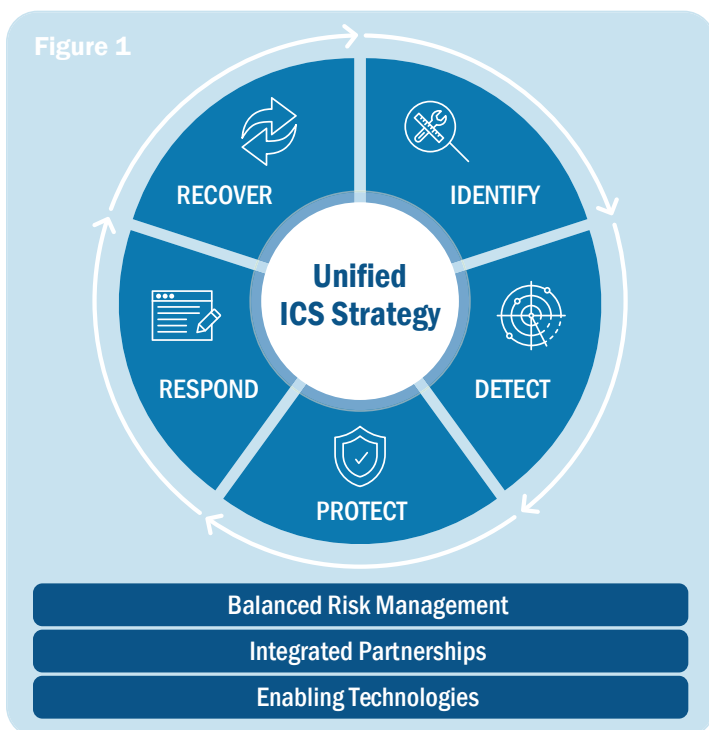 Figure 1
RECOVER
IDENTIFY
Unified
ICS Strategy
RESPOND
DETECT
PROTECT
Balanced Risk Management
Integrated Partnerships
Enabling Technologies